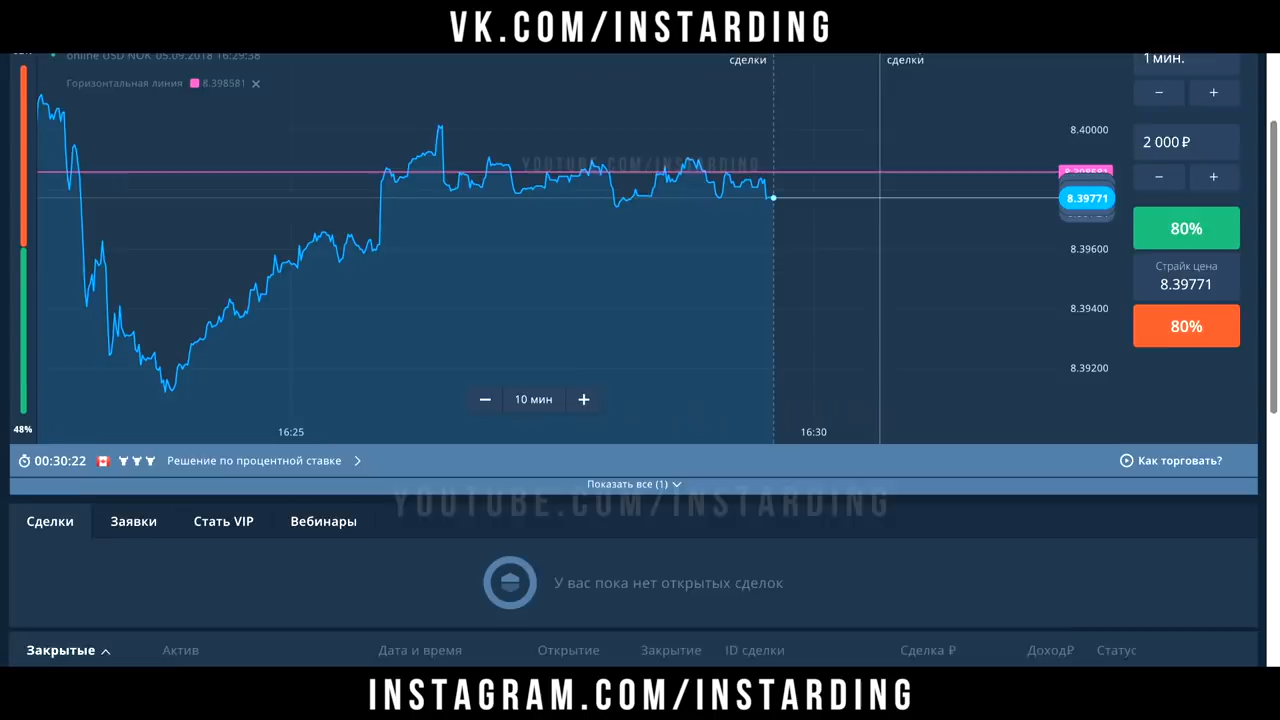 VK.COM/INSTARDING
online USD NOK 05.09.2018 16:29:38
сделки
сделки
1 мин.
Горизонтальная линия 8.398581 ×
− +
8.40000
2 000 ₽
YOUTUBE.COM/INSTARDING
− +
8.39771
80%
8.39600
Страйк цена
8.39771
8.39400
80%
8.39200
− 10 мин +
48%
16:25
16:30
00:30:22 Решение по процентной ставке
Как торговать?
Показать все (1)
YOUTUBE.COM/INSTARDING
Сделки Заявки Стать VIP Вебинары
У вас пока нет открытых сделок
Закрытые Актив Дата и время Открытие Закрытие ID сделки Сделка ₽ Доход₽ Статус
INSTAGRAM.COM/INSTARDING